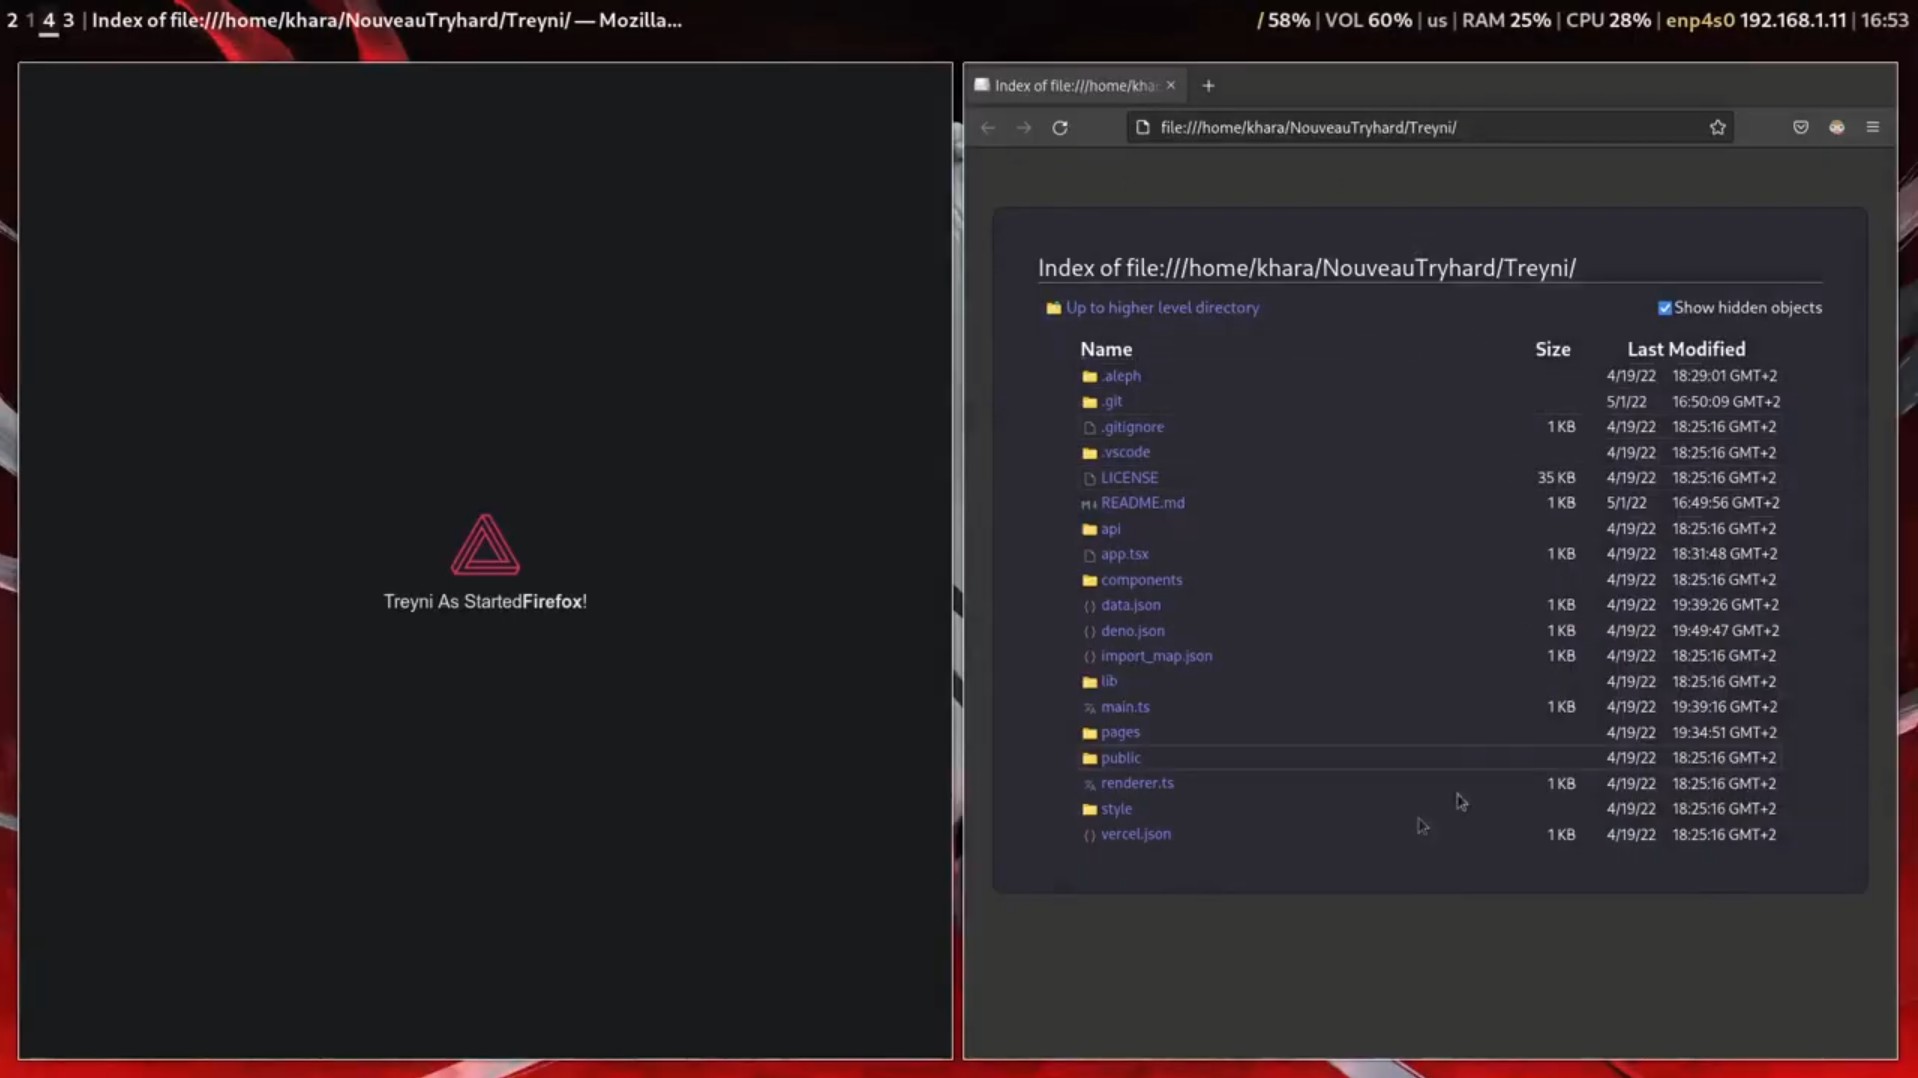 2 1 4 3 | Index of file:///home/khara/NouveauTryhard/Treyni/ — Mozilla...
/ 58% | VOL 60% | us | RAM 25% | CPU 28% | enp4s0 192.168.1.11 | 16:53
Treyni As StartedFirefox!
Index of file:///home/kha
file:///home/khara/NouveauTryhard/Treyni/
Index of file:///home/khara/NouveauTryhard/Treyni/
Up to higher level directory Show hidden objects
Name Size Last Modified
.aleph 4/19/22 18:29:01 GMT+2
.git 5/1/22 16:50:09 GMT+2
.gitignore 1 KB 4/19/22 18:25:16 GMT+2
.vscode 4/19/22 18:25:16 GMT+2
LICENSE 35 KB 4/19/22 18:25:16 GMT+2
README.md 1 KB 5/1/22 16:49:56 GMT+2
api 4/19/22 18:25:16 GMT+2
app.tsx 1 KB 4/19/22 18:31:48 GMT+2
components 4/19/22 18:25:16 GMT+2
data.json 1 KB 4/19/22 19:39:26 GMT+2
deno.json 1 KB 4/19/22 19:49:47 GMT+2
import_map.json 1 KB 4/19/22 18:25:16 GMT+2
lib 4/19/22 18:25:16 GMT+2
main.ts 1 KB 4/19/22 19:39:16 GMT+2
pages 4/19/22 19:34:51 GMT+2
public 4/19/22 18:25:16 GMT+2
renderer.ts 1 KB 4/19/22 18:25:16 GMT+2
style 4/19/22 18:25:16 GMT+2
vercel.json 1 KB 4/19/22 18:25:16 GMT+2